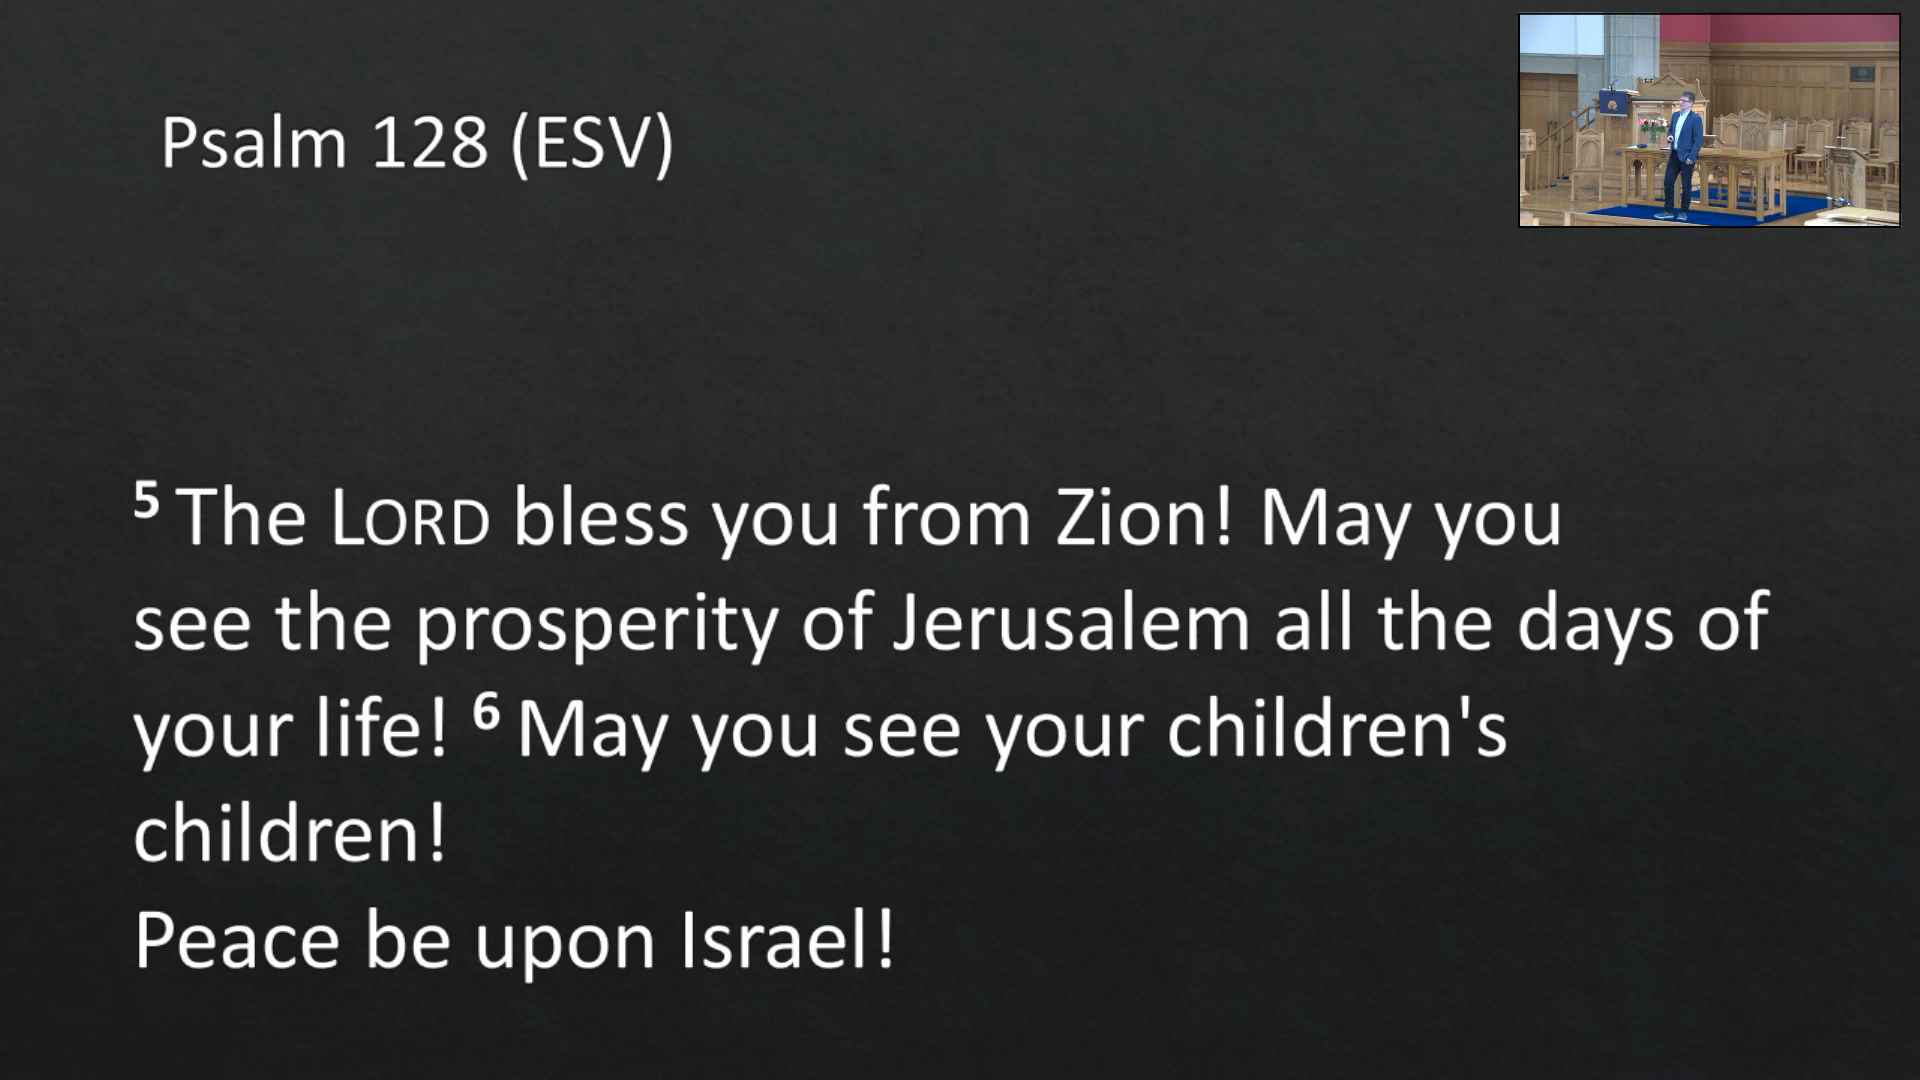 Psalm 128 (ESV)
5 The LORD bless you from Zion! May you
see the prosperity of Jerusalem all the days of
your life! 6 May you see your children's
children!
Peace be upon Israel!